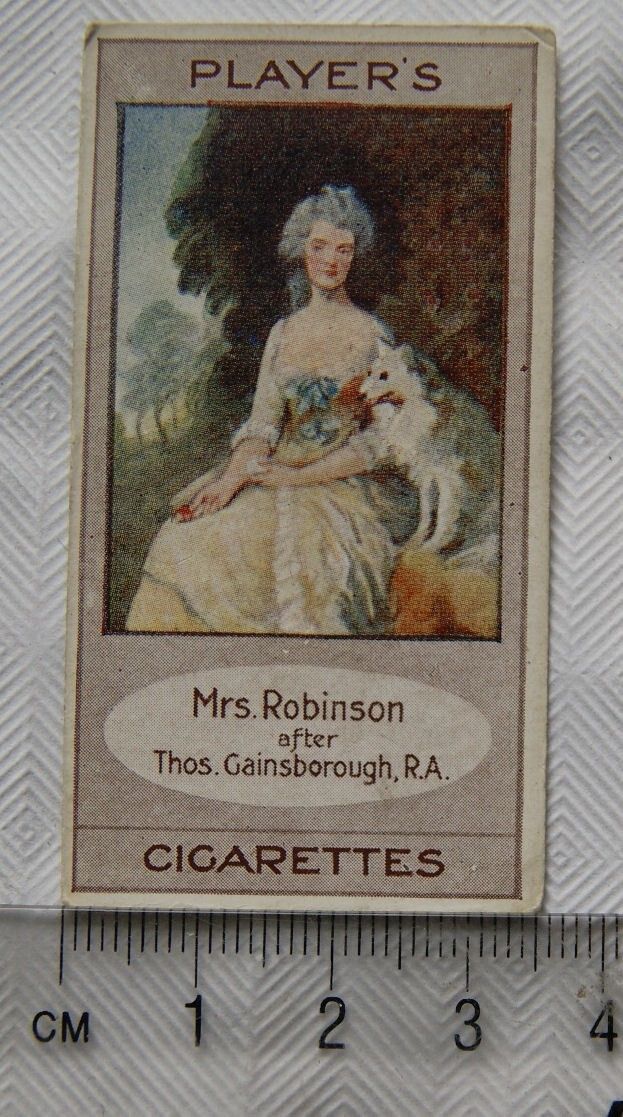 PLAYER'S
Mrs. Robinson
after
Thos. Gainsborough, R.A.
CIGARETTES
CM 1 2 3 4